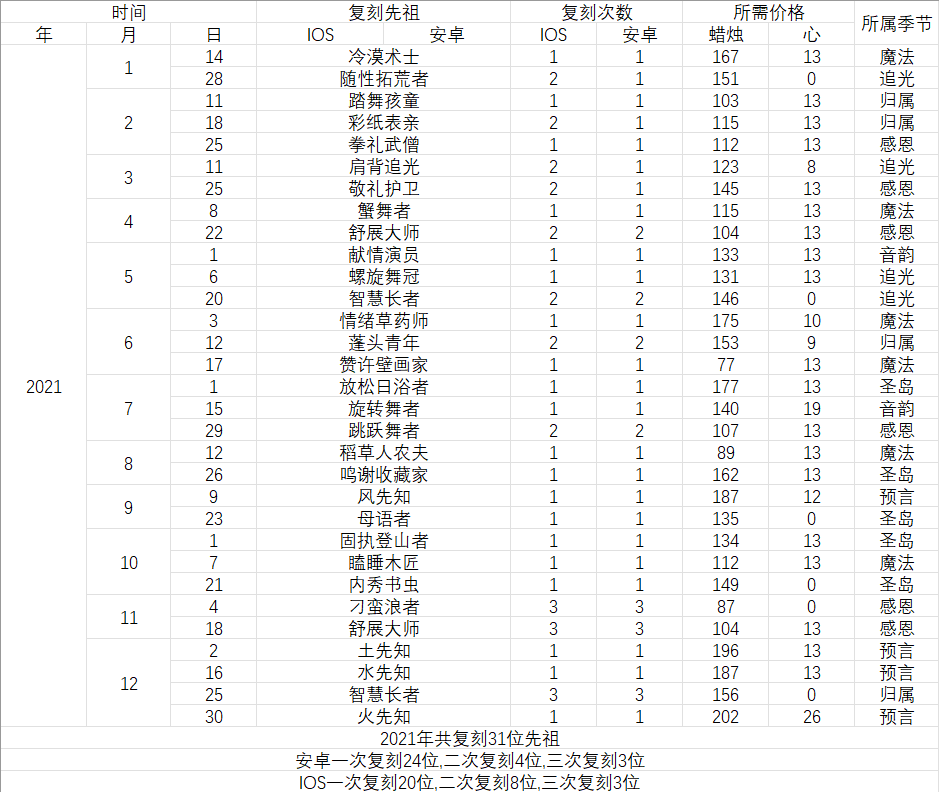 时间 复刻先祖 复刻次数 所需价格 所属季节
年 月 日 IOS 安卓 IOS 安卓 蜡烛 心
2021 1 14 冷漠术士 1 1 167 13 魔法
28 随性拓荒者 2 1 151 0 追光
2 11 踏舞孩童 1 1 103 13 归属
18 彩纸表亲 2 1 115 13 归属
25 拳礼武僧 1 1 112 13 感恩
3 11 肩背追光 2 1 123 8 追光
25 敬礼护卫 2 1 145 13 感恩
4 8 蟹舞者 1 1 115 13 魔法
22 舒展大师 2 2 104 13 感恩
5 1 献情演员 1 1 133 13 音韵
6 螺旋舞冠 1 1 131 13 追光
20 智慧长者 2 2 146 0 追光
6 3 情绪草药师 1 1 175 10 魔法
12 蓬头青年 2 2 153 9 归属
17 赞许壁画家 1 1 77 13 魔法
7 1 放松日浴者 1 1 177 13 圣岛
15 旋转舞者 1 1 140 19 音韵
29 跳跃舞者 2 2 107 13 感恩
8 12 稻草人农夫 1 1 89 13 魔法
26 鸣谢收藏家 1 1 162 13 圣岛
9 9 风先知 1 1 187 12 预言
23 母语者 1 1 135 0 圣岛
10 1 固执登山者 1 1 134 13 圣岛
7 瞌睡木匠 1 1 112 13 魔法
21 内秀书虫 1 1 149 0 圣岛
11 4 刁蛮浪者 3 3 87 0 感恩
18 舒展大师 3 3 104 13 感恩
12 2 土先知 1 1 196 13 预言
16 水先知 1 1 187 13 预言
25 智慧长者 3 3 156 0 归属
30 火先知 1 1 202 26 预言
2021年共复刻31位先祖
安卓一次复刻24位,二次复刻4位,三次复刻3位
IOS一次复刻20位,二次复刻8位,三次复刻3位